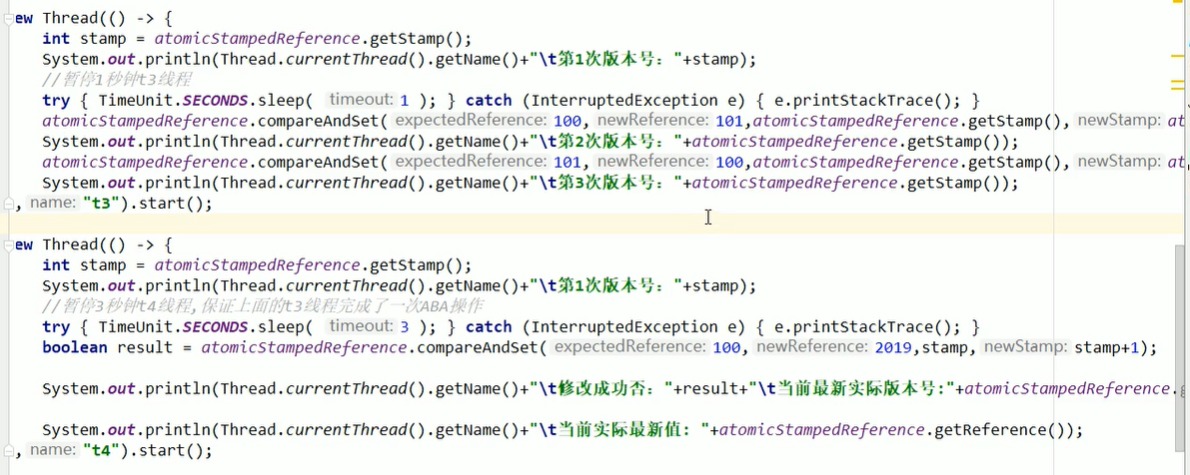 ew Thread(() -> {
int stamp = atomicStampedReference.getStamp();
System.out.println(Thread.currentThread().getName()+"\t第1次版本号："+stamp);
//暂停1秒钟t3线程
try { TimeUnit.SECONDS.sleep( timeout: 1 ); } catch (InterruptedException e) { e.printStackTrace(); }
atomicStampedReference.compareAndSet( expectedReference: 100, newReference: 101,atomicStampedReference.getStamp(), newStamp: at
System.out.println(Thread.currentThread().getName()+"\t第2次版本号："+atomicStampedReference.getStamp());
atomicStampedReference.compareAndSet( expectedReference: 101, newReference: 100,atomicStampedReference.getStamp(), newStamp: at
System.out.println(Thread.currentThread().getName()+"\t第3次版本号："+atomicStampedReference.getStamp());
, name: "t3").start();
ew Thread(() -> {
int stamp = atomicStampedReference.getStamp();
System.out.println(Thread.currentThread().getName()+"\t第1次版本号："+stamp);
//暂停3秒钟t4线程,保证上面的t3线程完成了一次ABA操作
try { TimeUnit.SECONDS.sleep( timeout: 3 ); } catch (InterruptedException e) { e.printStackTrace(); }
boolean result = atomicStampedReference.compareAndSet( expectedReference: 100, newReference: 2019,stamp, newStamp: stamp+1);
System.out.println(Thread.currentThread().getName()+"\t修改成功否："+result+"\t当前最新实际版本号:"+atomicStampedReference.g
System.out.println(Thread.currentThread().getName()+"\t当前实际最新值："+atomicStampedReference.getReference());
, name: "t4").start();